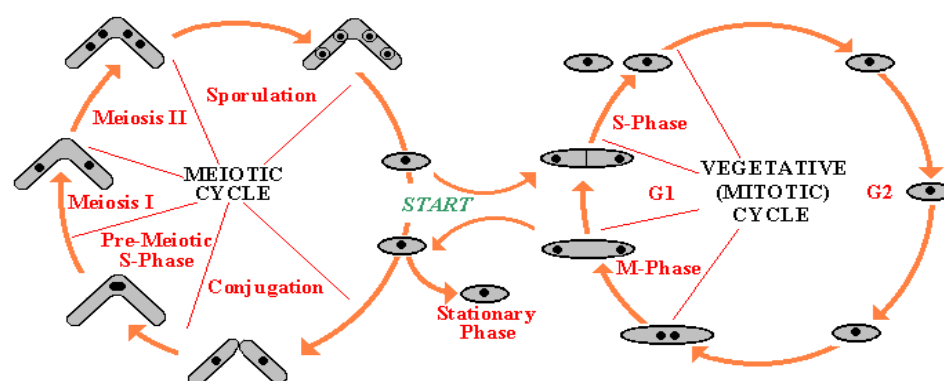 Sporulation
Meiosis II
MEIOTIC
CYCLE
Meiosis I
Pre-Meiotic
S-Phase
Conjugation
START
Stationary
Phase
S-Phase
VEGETATIVE
(MITOTIC)
CYCLE
G1
G2
M-Phase